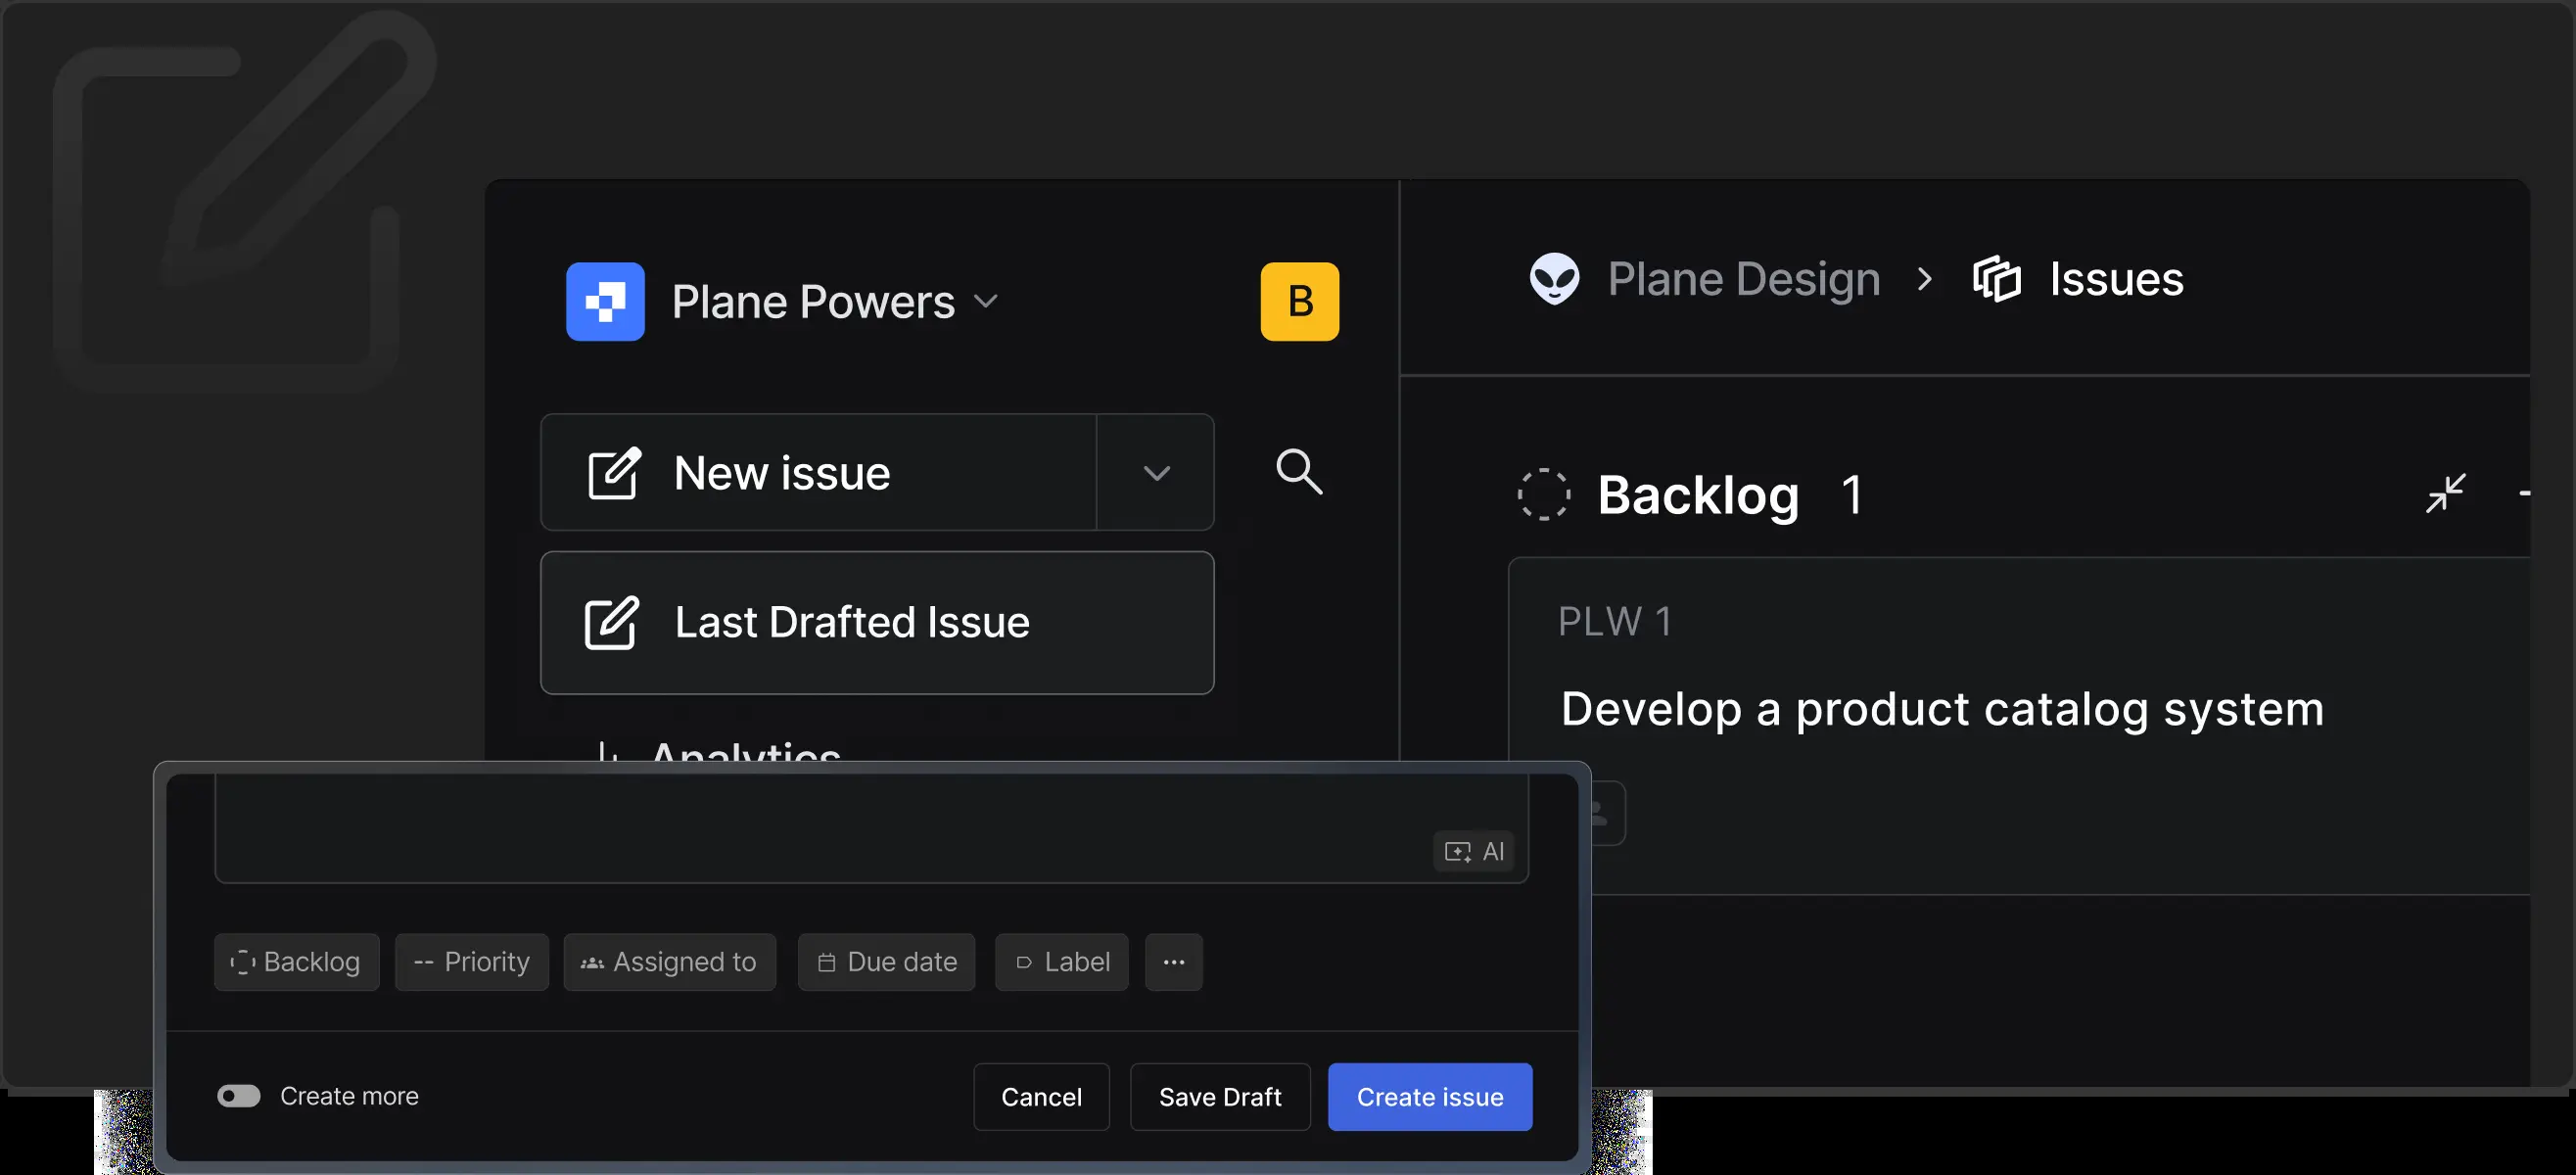 Plane Powers
B
Plane Design > Issues
New issue
Last Drafted Issue
Analytics
Backlog 1
PLW 1
Develop a product catalog system
AI
Backlog
-- Priority
Assigned to
Due date
Label
...
Create more
Cancel
Save Draft
Create issue